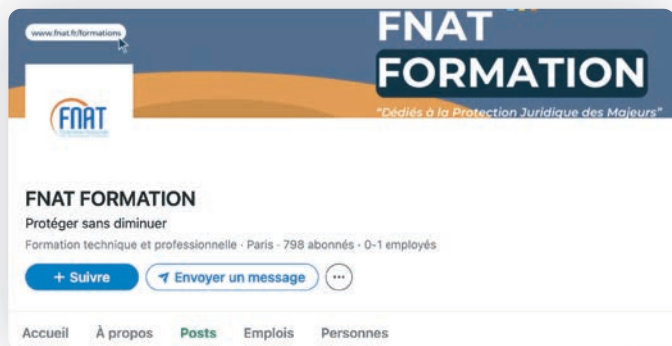 www.fnat.fr/formations
FNAT
FORMATION
"Dédiés à la Protection Juridique des Majeurs"
FNAT
FNAT FORMATION
Protéger sans diminuer
Formation technique et professionnelle · Paris · 798 abonnés · 0-1 employés
+ Suivre Envoyer un message ...
Accueil À propos Posts Emplois Personnes